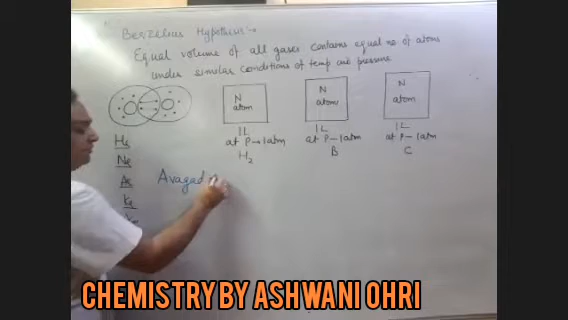 Berzelius Hypothesis :-
Equal volume of all gases contains equal no of atoms
under similar conditions of temp and pressure
N
atom
N
atom
N
atom
1L
at P-1atm
H2
1L
at P-1atm
B
1L
at P-1atm
C
He
Ne
Ar
Kr
Avagad
CHEMISTRY BY ASHWANI OHRI